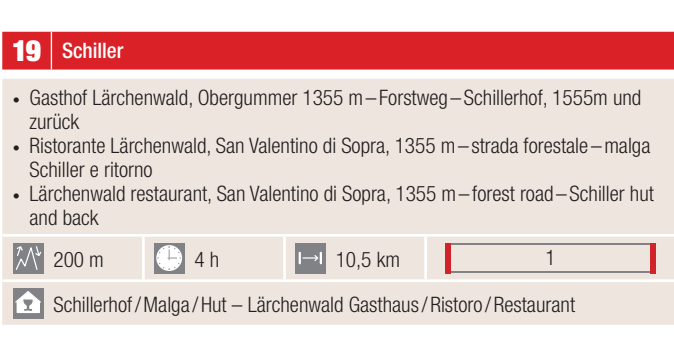 19 Schiller
• Gasthof Lärchenwald, Obergummer 1355 m – Forstweg – Schillerhof, 1555m und
zurück
• Ristorante Lärchenwald, San Valentino di Sopra, 1355 m – strada forestale – malga
Schiller e ritorno
• Lärchenwald restaurant, San Valentino di Sopra, 1355 m – forest road – Schiller hut
and back
200 m 4 h 10,5 km 1
Schillerhof / Malga / Hut – Lärchenwald Gasthaus / Ristoro / Restaurant